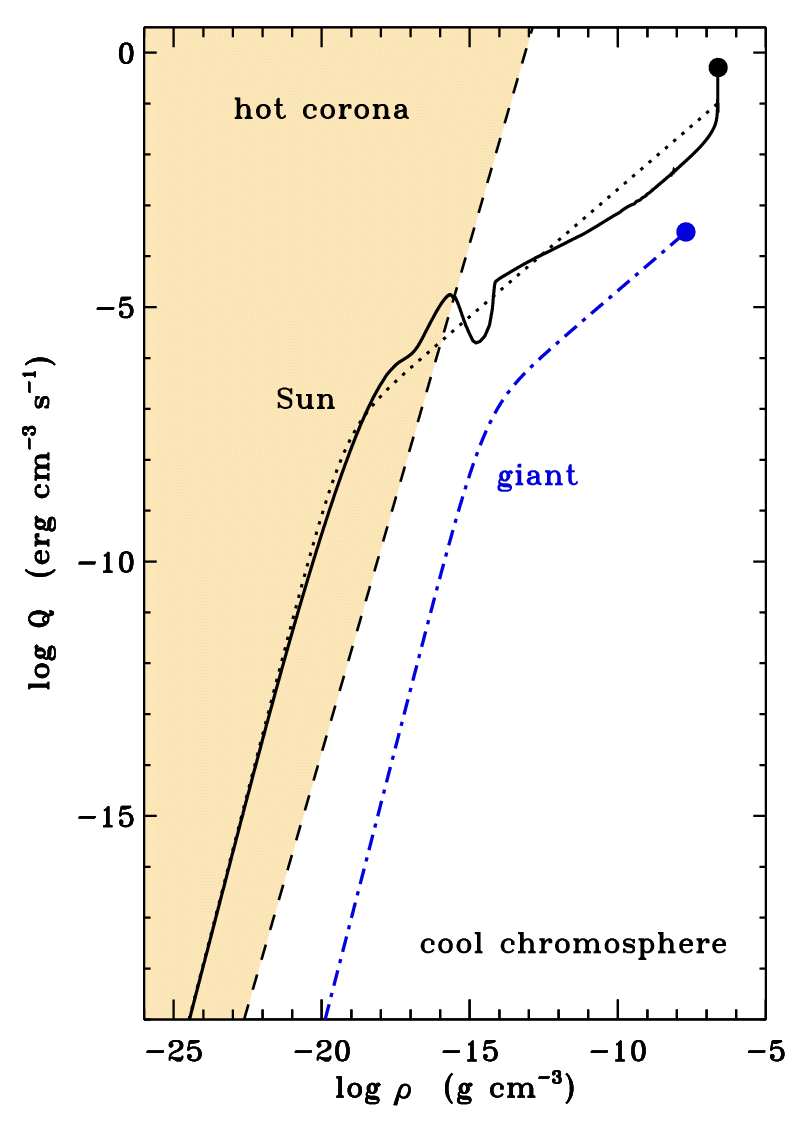 0
hot corona
−5
Sun
giant
−10
−15
cool chromosphere
log Q (erg cm−3 s−1)
−25 −20 −15 −10 −5
log ρ (g cm−3)